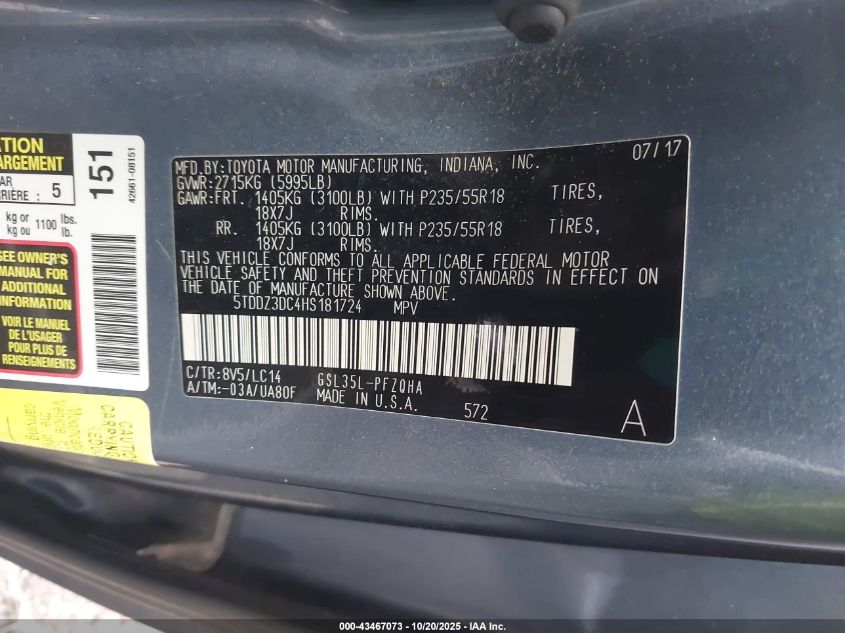 ATION
ARGEMENT
AR
RRIÈRE : 5
kg or 1100 lbs.
kg ou lb.
SEE OWNER'S
MANUAL FOR
ADDITIONAL
INFORMATION
VOIR LE MANUEL
POUR PLUS DE
RENSEIGNEMENTS
151
42661-08151
MFD.BY:TOYOTA MOTOR MANUFACTURING, INDIANA, INC. 07/17
GVWR:2715KG (5995LB)
GAWR:FRT. 1405KG (3100LB) WITH P235/55R18 TIRES,
18X7J RIMS.
RR. 1405KG (3100LB) WITH P235/55R18 TIRES,
18X7J RIMS.
THIS VEHICLE CONFORMS TO ALL APPLICABLE FEDERAL MOTOR
VEHICLE SAFETY AND THEFT PREVENTION STANDARDS IN EFFECT ON
THE DATE OF MANUFACTURE SHOWN ABOVE.
5TDDZ3DC4HS181724 MPV
C/TR:8V5/LC14 GSL35L-PFZQHA
A/TM:-03A/UA80F MADE IN U.S.A. 572 A
000-43467073 - 10/20/2025 - IAA Inc.